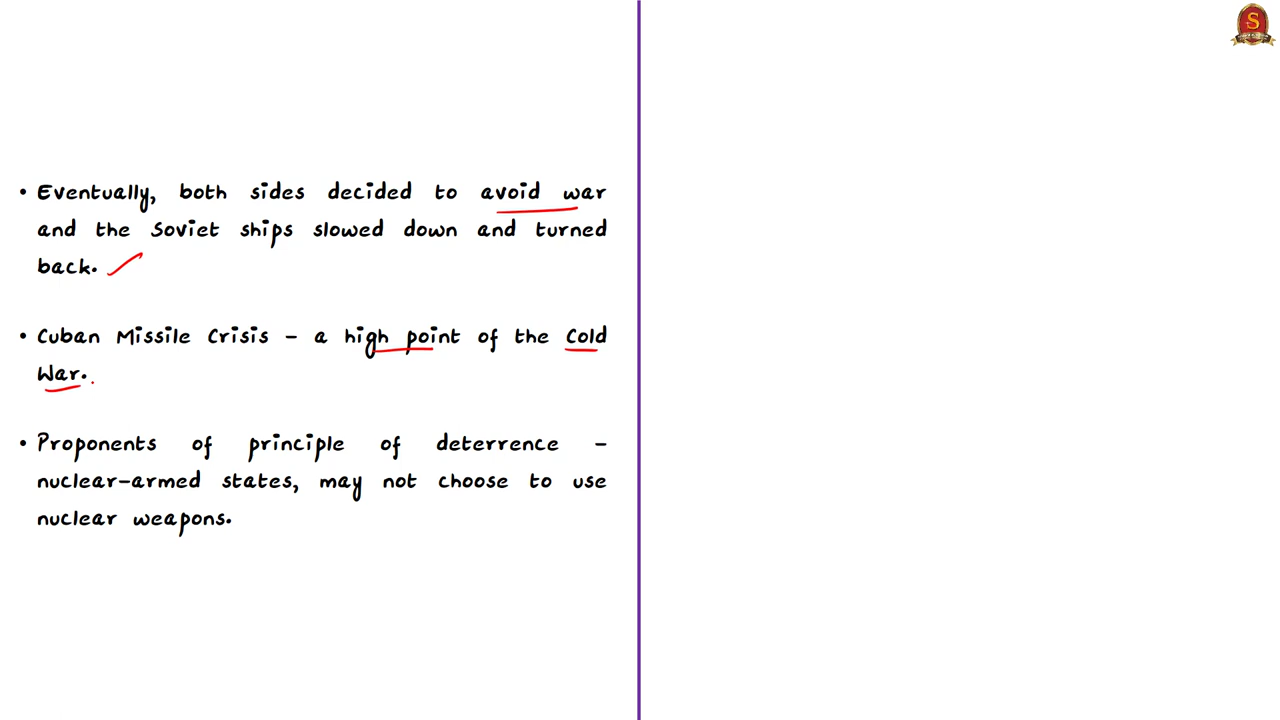 • Eventually, both sides decided to avoid war
and the Soviet ships slowed down and turned
back.
• Cuban Missile Crisis - a high point of the Cold
War.
• Proponents of principle of deterrence -
nuclear-armed states, may not choose to use
nuclear weapons.
S